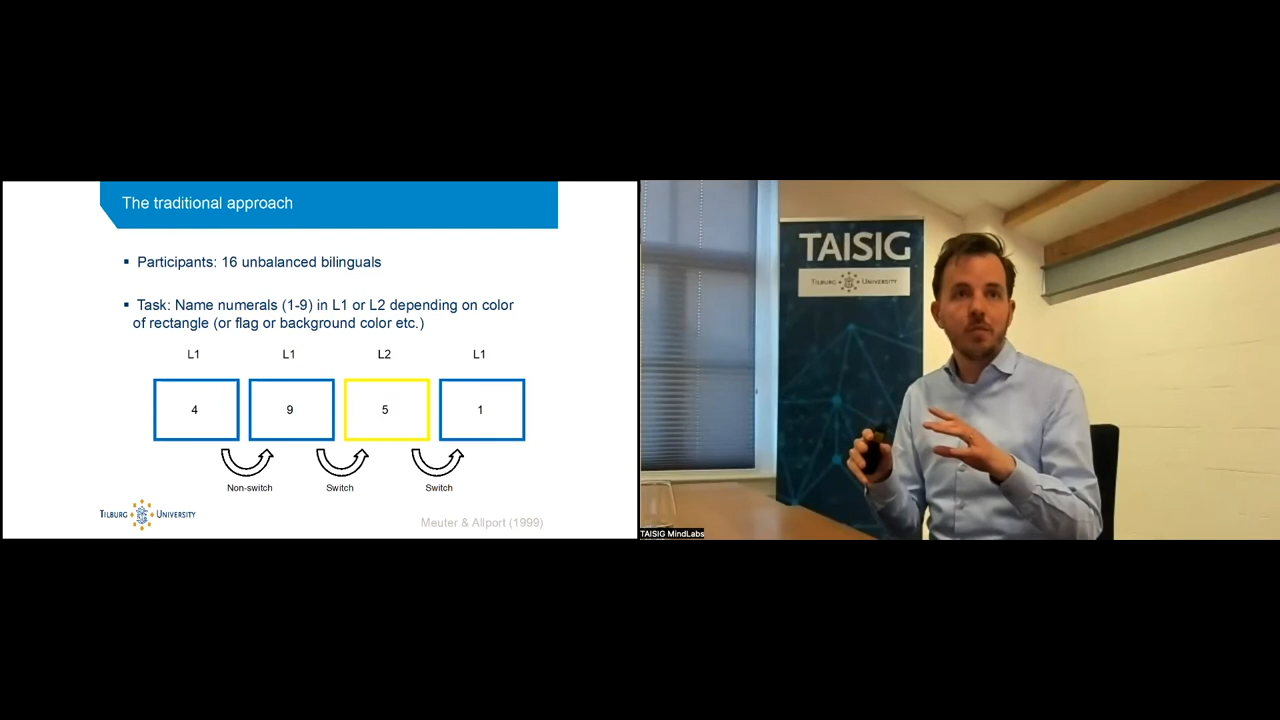 The traditional approach
▪ Participants: 16 unbalanced bilinguals
▪ Task: Name numerals (1-9) in L1 or L2 depending on color
of rectangle (or flag or background color etc.)
L1 L1 L2 L1
4 9 5 1
Non-switch Switch Switch
TILBURG UNIVERSITY
Meuter & Allport (1999)
TAISIG
TILBURG UNIVERSITY
TAISIG MindLabs